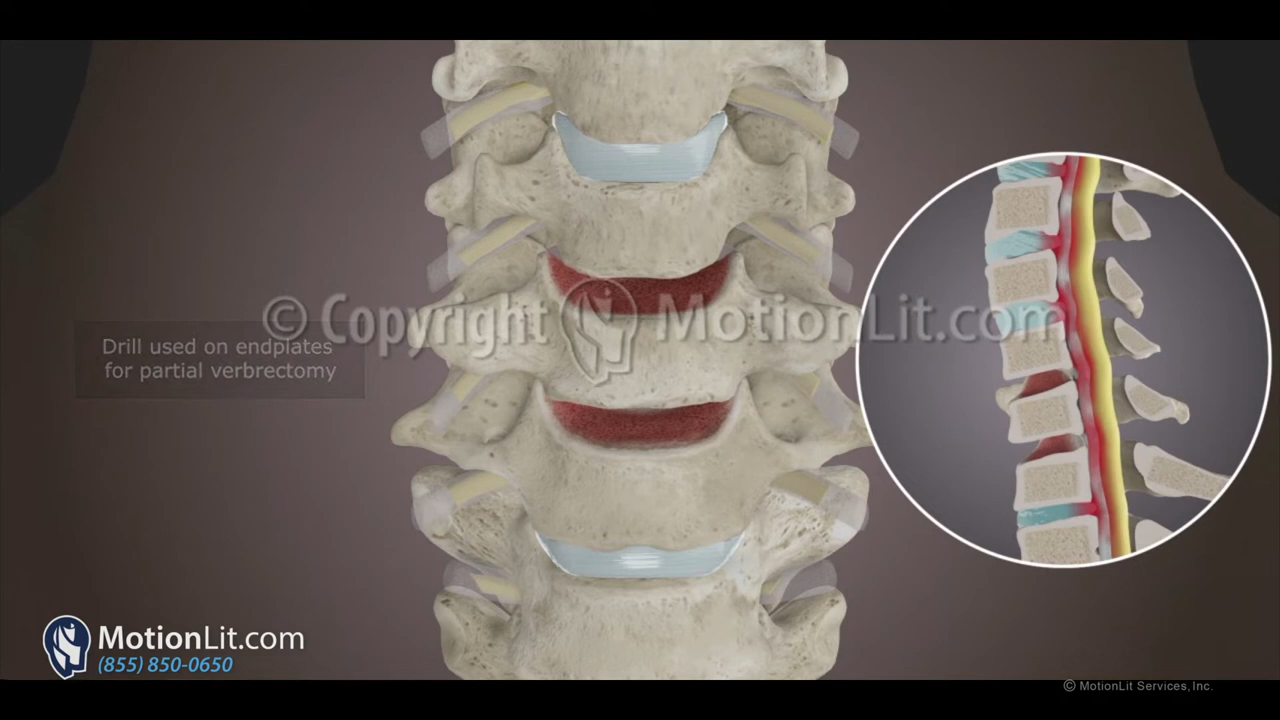 © Copyright MotionLit.com
Drill used on endplates
for partial verbrectomy
MotionLit.com
(855) 850-0650
© MotionLit Services, Inc.